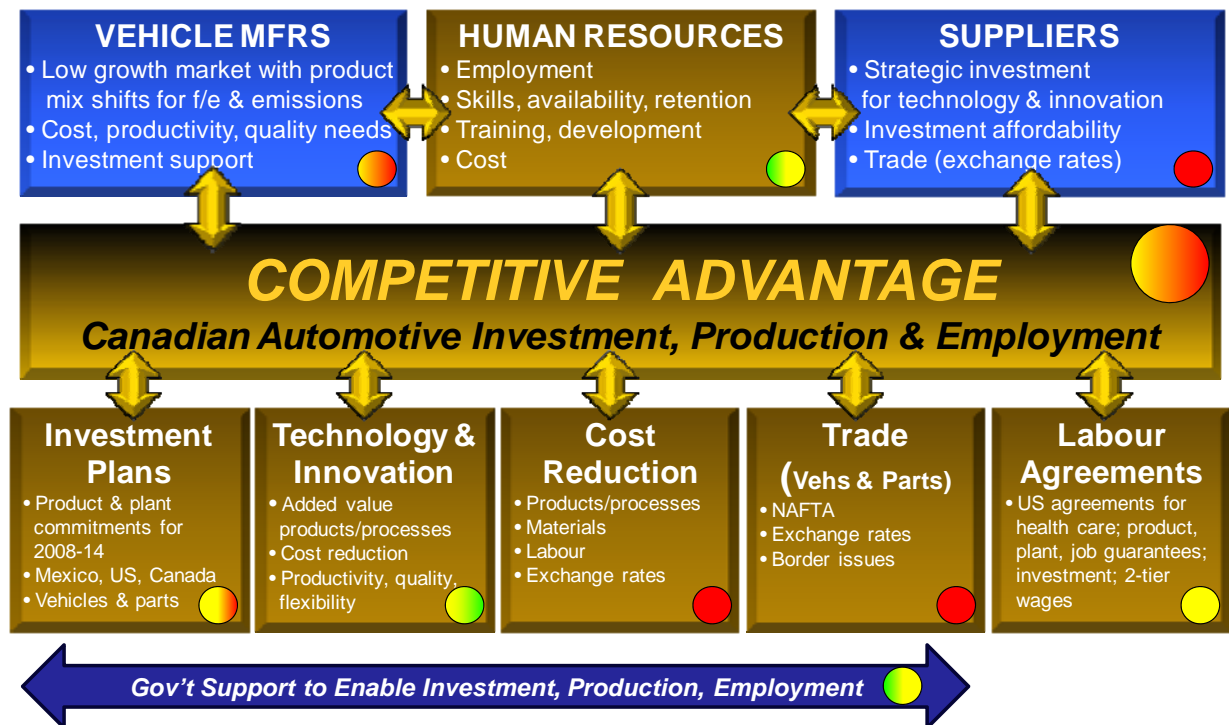 VEHICLE MFRS
• Low growth market with product
mix shifts for f/e & emissions
• Cost, productivity, quality needs
• Investment support
HUMAN RESOURCES
• Employment
• Skills, availability, retention
• Training, development
• Cost
SUPPLIERS
• Strategic investment
for technology & innovation
• Investment affordability
• Trade (exchange rates)
COMPETITIVE ADVANTAGE
Canadian Automotive Investment, Production & Employment
Investment
Plans
• Product & plant
commitments for
2008-14
• Mexico, US, Canada
• Vehicles & parts
Technology &
Innovation
• Added value
products/processes
• Cost reduction
• Productivity, quality,
flexibility
Cost
Reduction
• Products/processes
• Materials
• Labour
• Exchange rates
Trade
(Vehs & Parts)
• NAFTA
• Exchange rates
• Border issues
Labour
Agreements
• US agreements for
health care; product,
plant, job guarantees;
investment; 2-tier
wages
Gov't Support to Enable Investment, Production, Employment